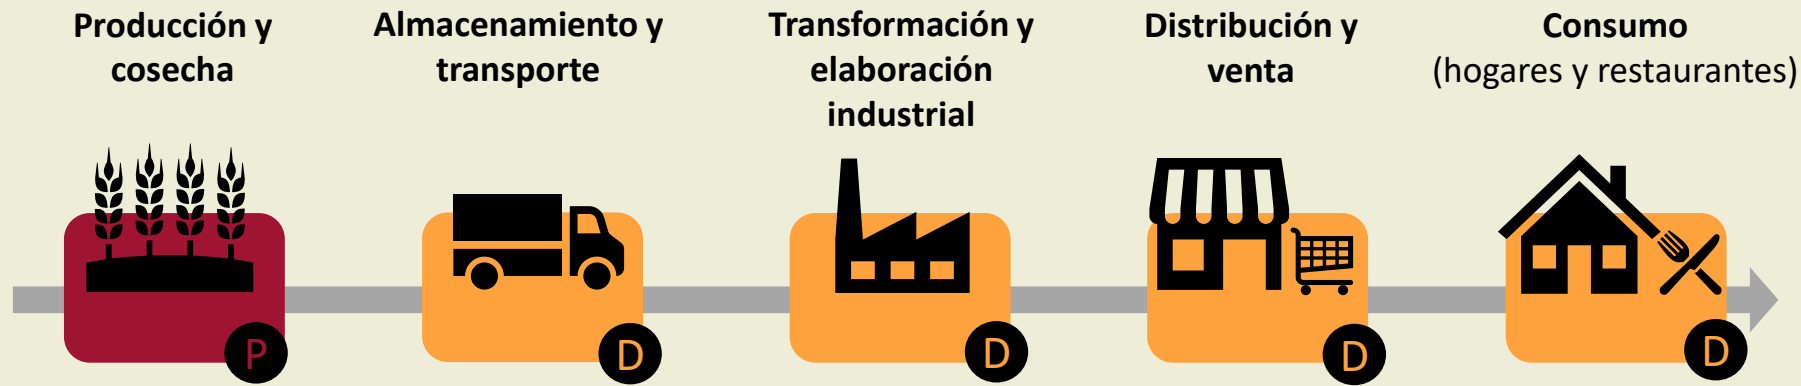 Producción y
cosecha
Almacenamiento y
transporte
Transformación y
elaboración
industrial
Distribución y
venta
Consumo
(hogares y restaurantes)
P
D
D
D
D